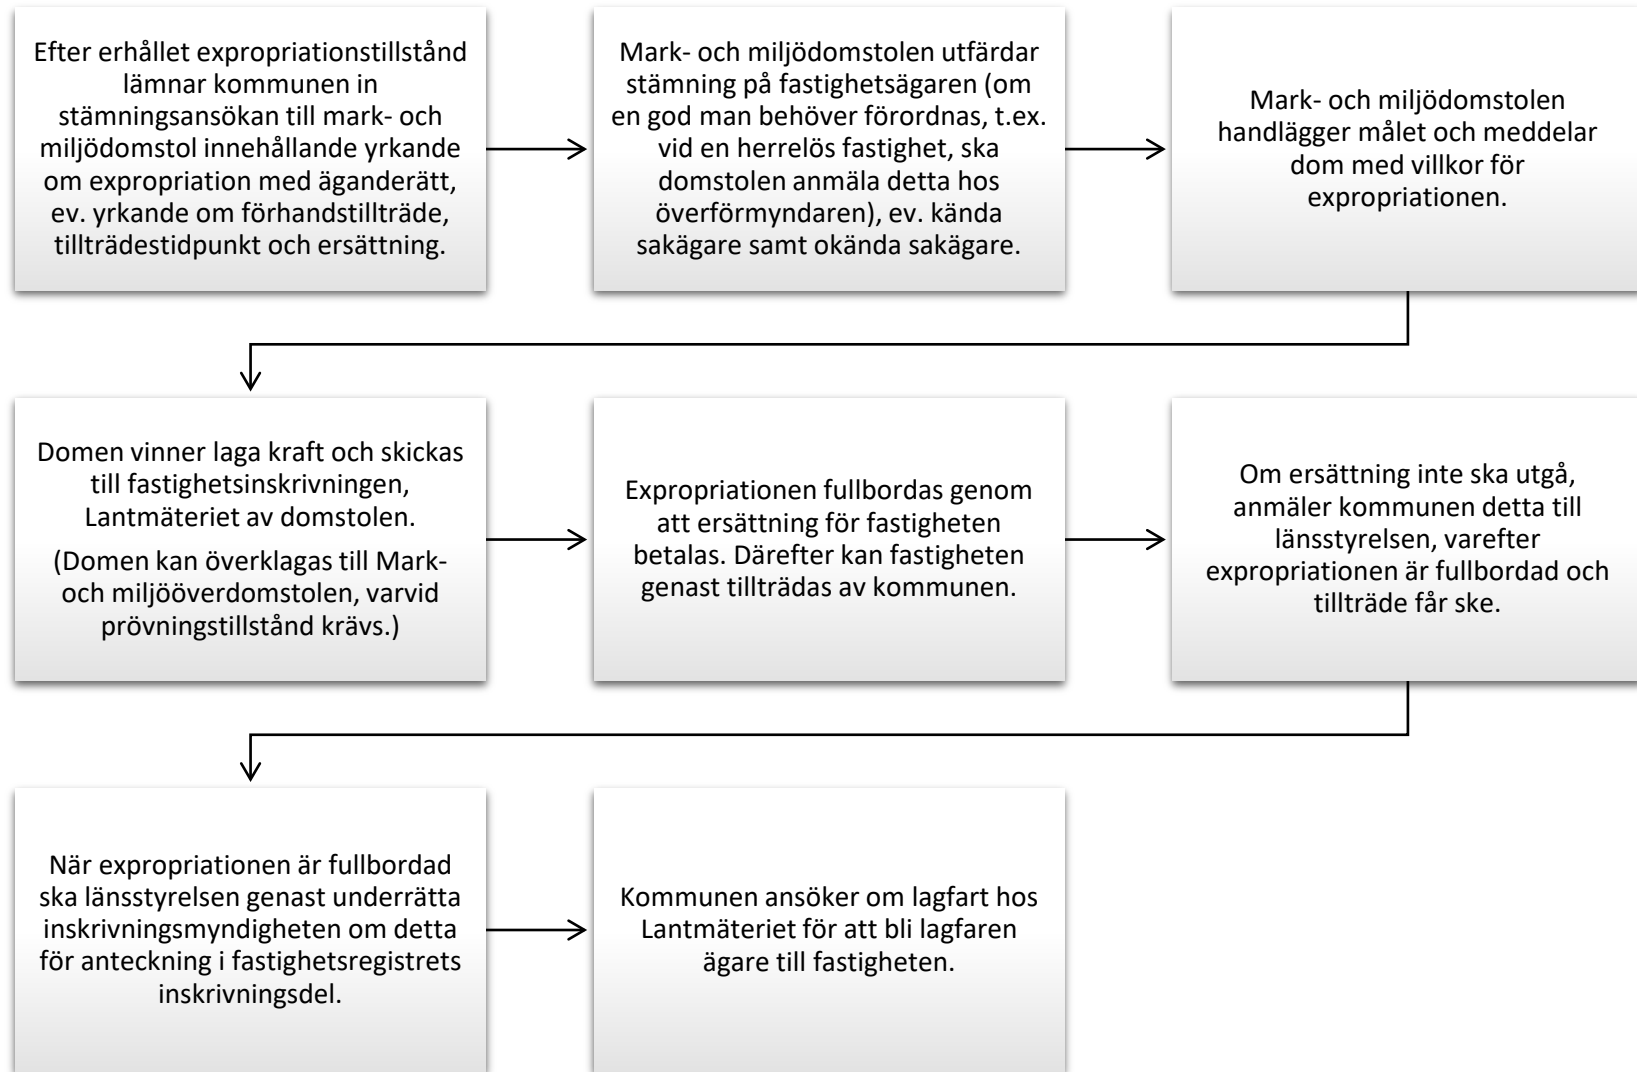 Efter erhållet expropriationstillstånd
lämnar kommunen in
stämningsansökan till mark- och
miljödomstol innehållande yrkande
om expropriation med äganderätt,
ev. yrkande om förhandstillträde,
tillträdestidpunkt och ersättning.
Mark- och miljödomstolen utfärdar
stämning på fastighetsägaren (om
en god man behöver förordnas, t.ex.
vid en herrelös fastighet, ska
domstolen anmäla detta hos
överförmyndaren), ev. kända
sakägare samt okända sakägare.
Mark- och miljödomstolen
handlägger målet och meddelar
dom med villkor för
expropriationen.
Domen vinner laga kraft och skickas
till fastighetsinskrivningen,
Lantmäteriet av domstolen.
(Domen kan överklagas till Mark-
och miljööverdomstolen, varvid
prövningstillstånd krävs.)
Expropriationen fullbordas genom
att ersättning för fastigheten
betalas. Därefter kan fastigheten
genast tillträdas av kommunen.
Om ersättning inte ska utgå,
anmäler kommunen detta till
länsstyrelsen, varefter
expropriationen är fullbordad och
tillträde får ske.
När expropriationen är fullbordad
ska länsstyrelsen genast underrätta
inskrivningsmyndigheten om detta
för anteckning i fastighetsregistrets
inskrivningsdel.
Kommunen ansöker om lagfart hos
Lantmäteriet för att bli lagfaren
ägare till fastigheten.